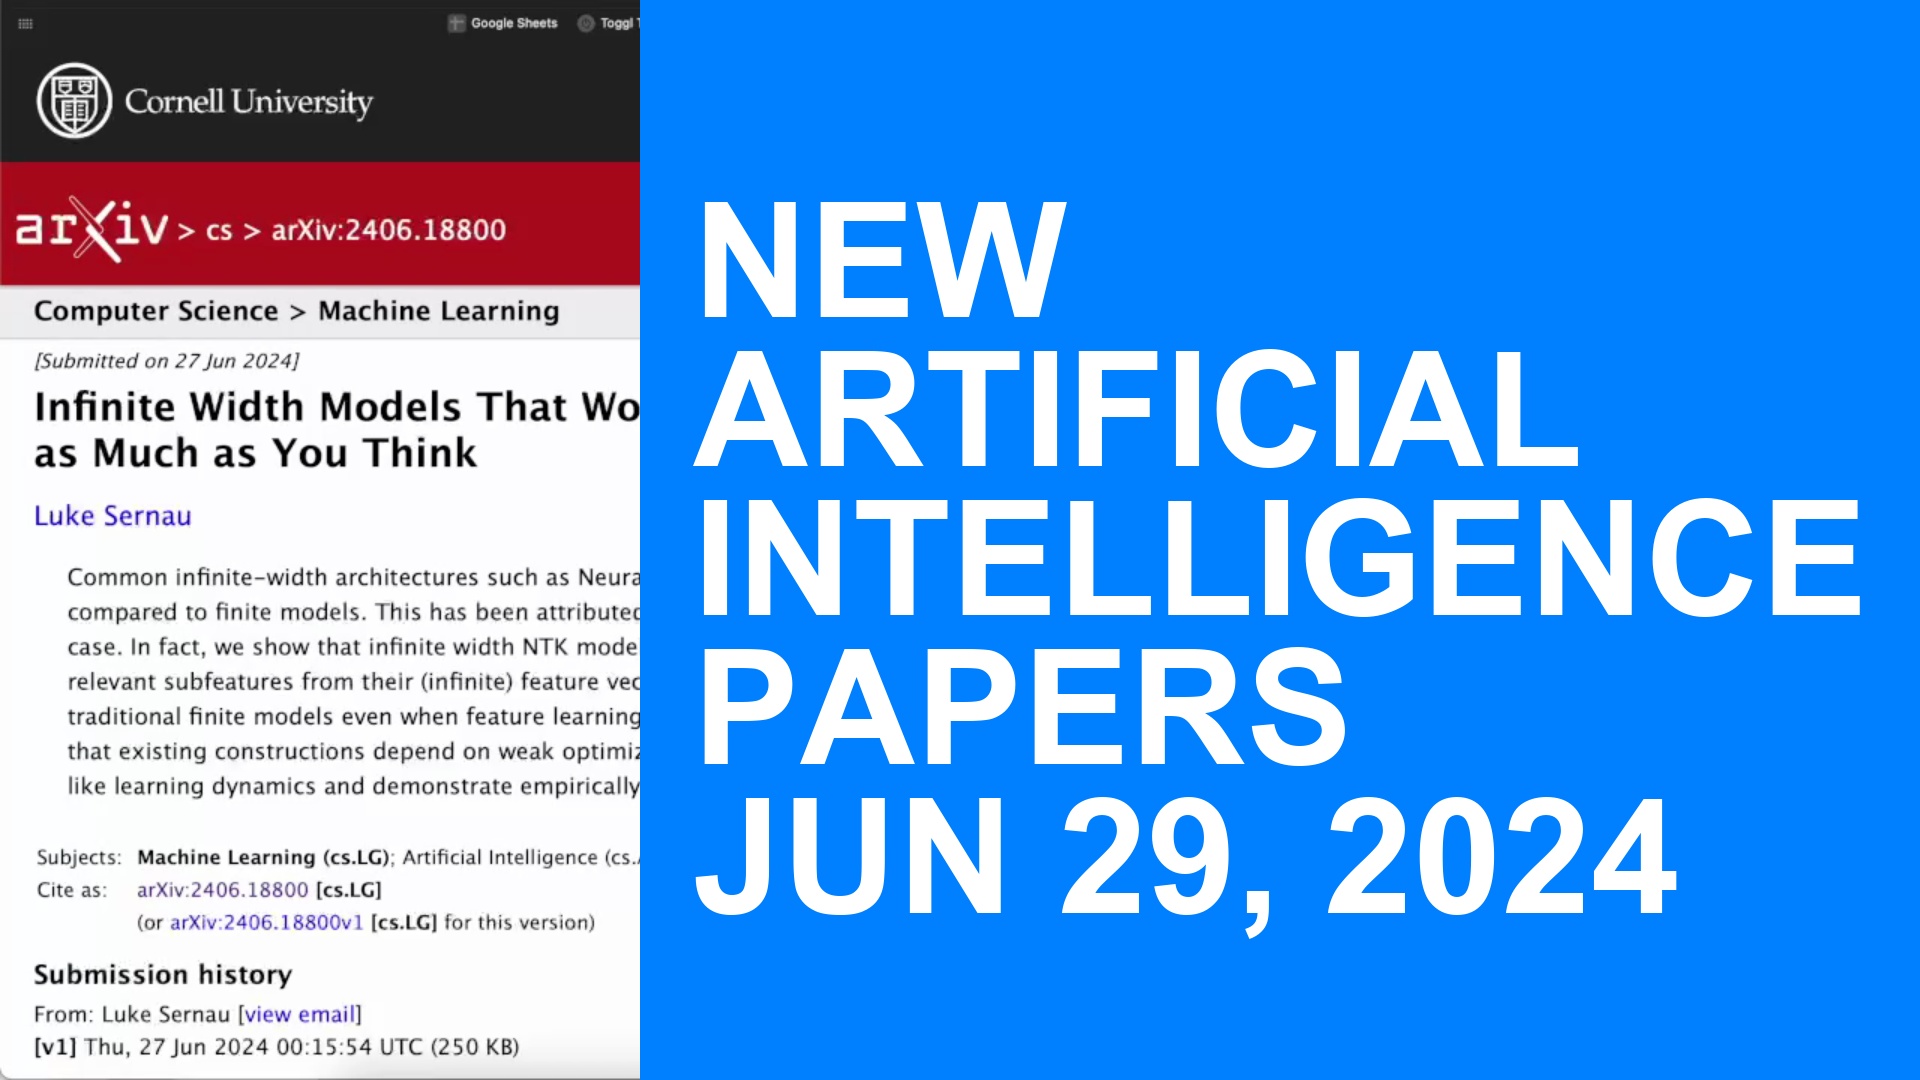 Google Sheets Toggl
Cornell University
arXiv > cs > arXiv:2406.18800
Computer Science > Machine Learning
[Submitted on 27 Jun 2024]
Infinite Width Models That Wo
as Much as You Think
Luke Sernau
Common infinite-width architectures such as Neura
compared to finite models. This has been attributed
case. In fact, we show that infinite width NTK mode
relevant subfeatures from their (infinite) feature vec
traditional finite models even when feature learning
that existing constructions depend on weak optimiz
like learning dynamics and demonstrate empirically
Subjects: Machine Learning (cs.LG); Artificial Intelligence (cs.
Cite as: arXiv:2406.18800 [cs.LG]
(or arXiv:2406.18800v1 [cs.LG] for this version)
Submission history
From: Luke Sernau [view email]
[v1] Thu, 27 Jun 2024 00:15:54 UTC (250 KB)
NEW
ARTIFICIAL
INTELLIGENCE
PAPERS
JUN 29, 2024